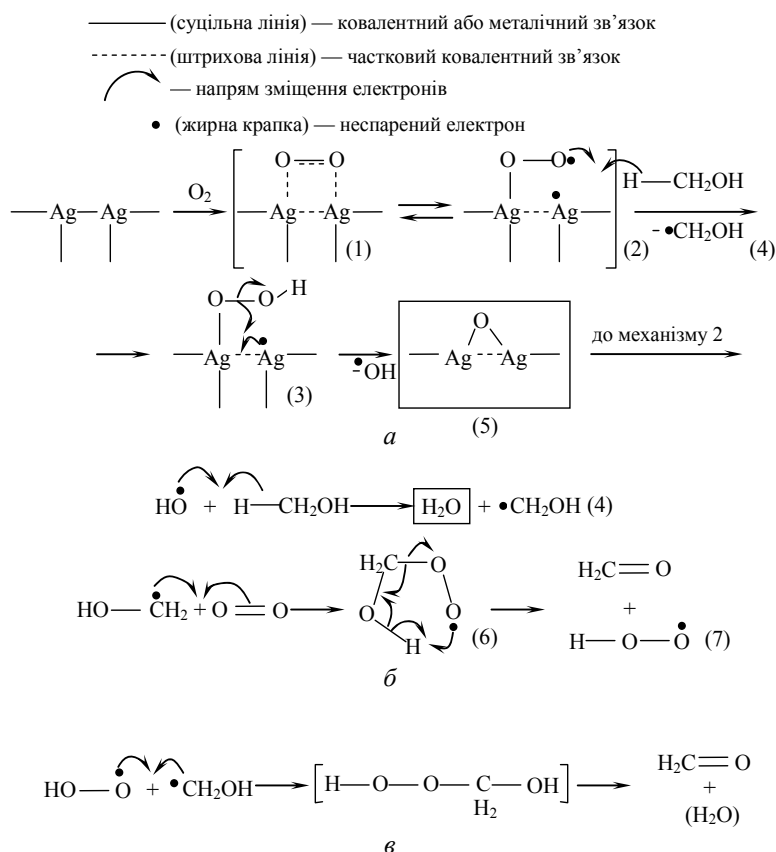 (суцільна лінія) — ковалентний або металічний зв’язок
(штрихова лінія) — частковий ковалентний зв’язок
— напрям зміщення електронів
• (жирна крапка) — неспарений електрон
O O O O• H—CH₂OH
—Ag—Ag— O₂ Ag Ag Ag Ag
(1) (2) - •CH₂OH (4)
O O H O
Ag Ag Ag Ag до механізму 2
(3) - •OH (5)
а
HO• + H—CH₂OH H₂O + •CH₂OH (4)
H₂C O H₂C O
HO—CH₂ + O O O O• +
H (6) H—O—O• (7)
б
HO—O• + •CH₂OH [H—O—O—C—OH] H₂C O
H₂ +
(H₂O)
в